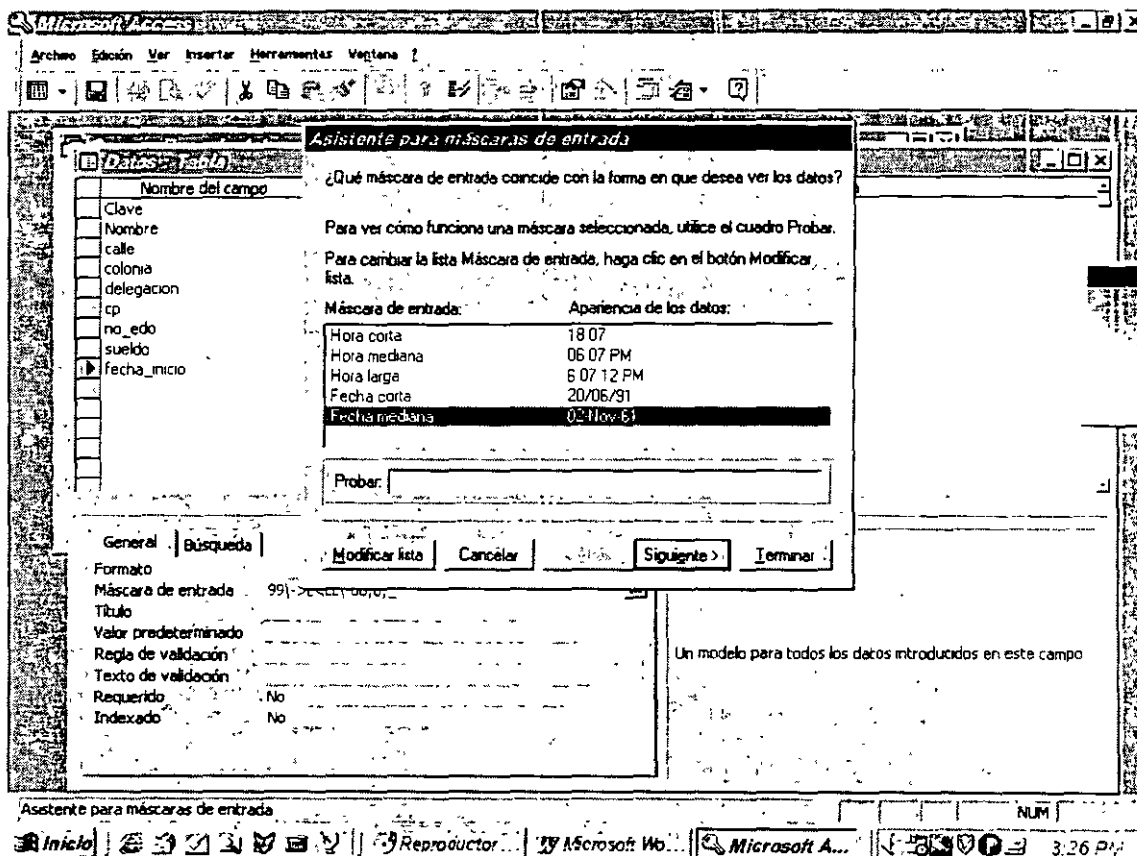 Microsoft Access
Archivo Edición Ver Insertar Herramientas Ventana ?
Asistente para máscaras de entrada
Datos : Tabla
Nombre del campo
Clave
Nombre
calle
colonia
delegacion
cp
no_edo
sueldo
fecha_inicio
¿Qué máscara de entrada coincide con la forma en que desea ver los datos?
Para ver cómo funciona una máscara seleccionada, utilice el cuadro Probar.
Para cambiar la lista Máscara de entrada, haga clic en el botón Modificar
lista.
Máscara de entrada: Apariencia de los datos:
Hora corta 18 07
Hora mediana 06 07 PM
Hora larga 6 07 12 PM
Fecha corta 20/06/91
Fecha mediana 02-Nov-61
Probar:
Modificar lista Cancelar Siguiente > Terminar
General Búsqueda
Formato
Máscara de entrada
Título
Valor predeterminado
Regla de validación
Texto de validación
Requerido No
Indexado No
Un modelo para todos los datos introducidos en este campo
Asistente para máscaras de entrada NUM
Inicio Reproductor... Microsoft Wo... Microsoft A... 3:26 PM